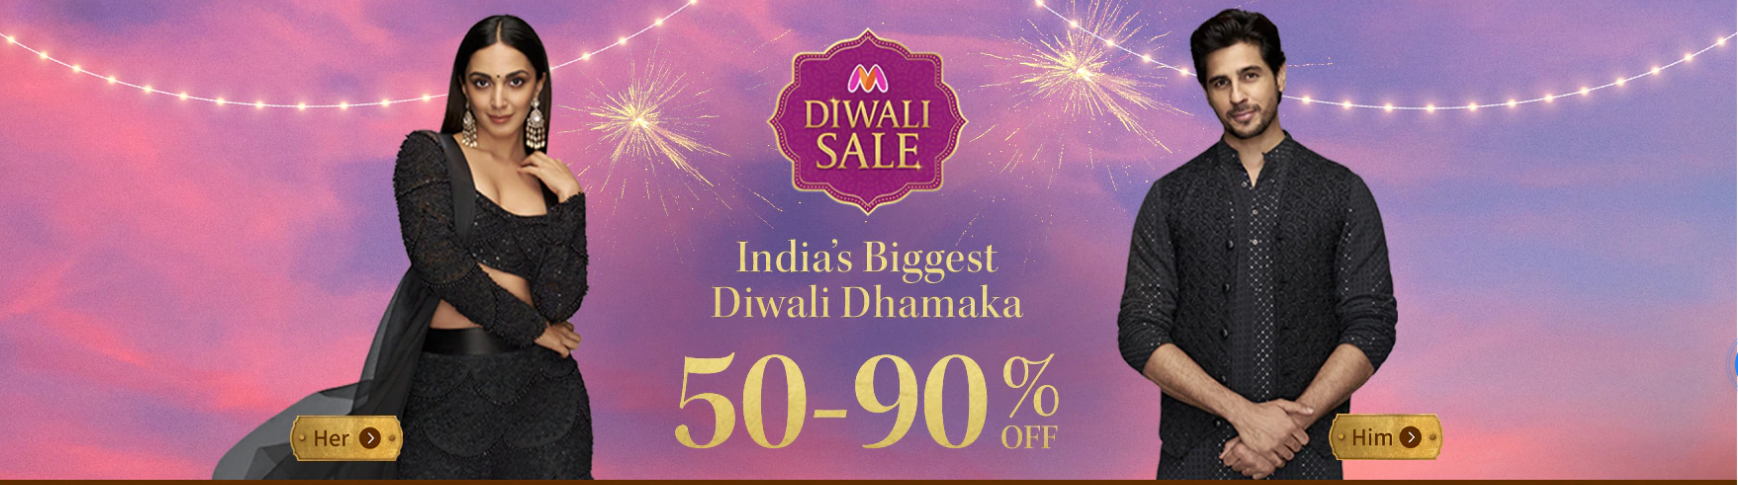 DIWALI
SALE
India's Biggest
Diwali Dhamaka
50-90%
OFF
Her
Him